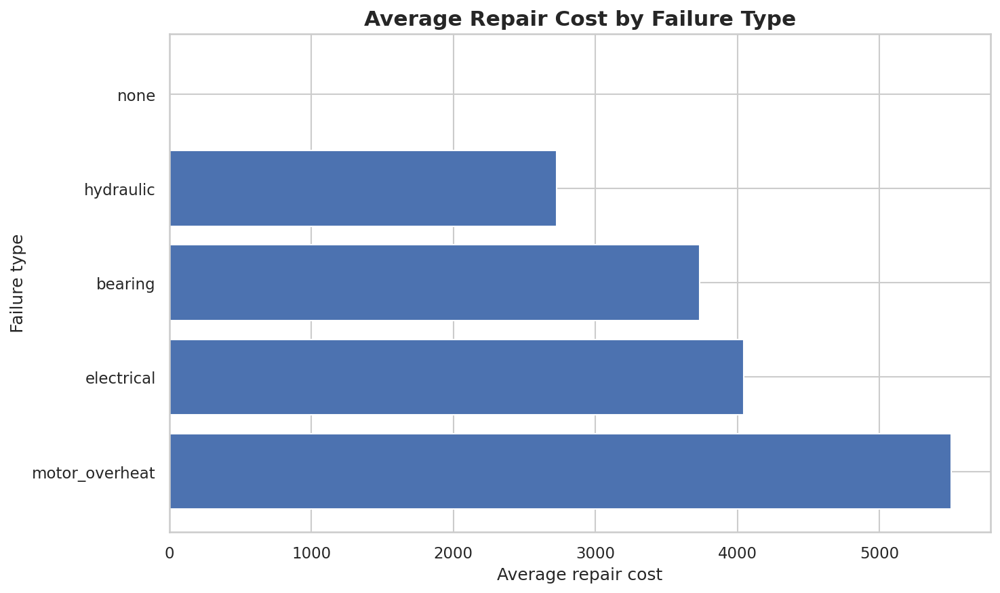 Average Repair Cost by Failure Type
none
hydraulic
bearing
electrical
motor_overheat
Failure type
0 1000 2000 3000 4000 5000
Average repair cost